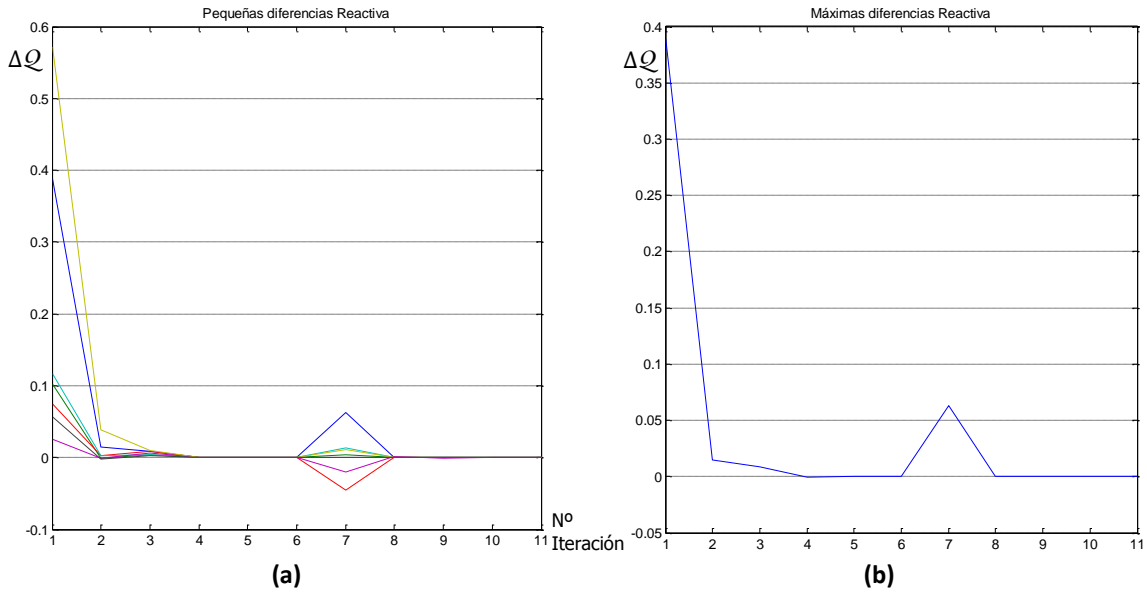 Pequeñas diferencias Reactiva
0.6
ΔQ
0.5
0.4
0.3
0.2
0.1
0
-0.1
1 2 3 4 5 6 7 8 9 10 11
Nº
Iteración
(a)
Máximas diferencias Reactiva
0.4
ΔQ
0.35
0.3
0.25
0.2
0.15
0.1
0.05
0
-0.05
1 2 3 4 5 6 7 8 9 10 11
(b)